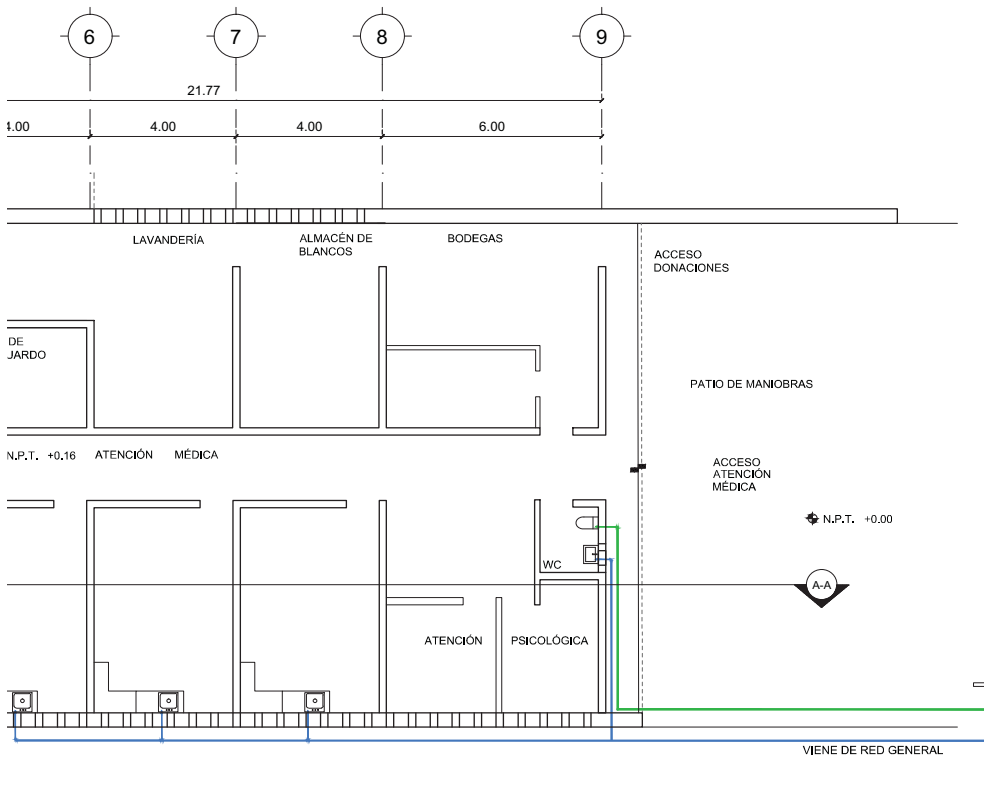 6 7 8 9
21.77
4.00 4.00 4.00 6.00
LAVANDERÍA
ALMACÉN DE
BLANCOS
BODEGAS
ACCESO
DONACIONES
DE
PATIO DE MANIOBRAS
N.P.T. +0.16 ATENCIÓN MÉDICA
ACCESO
ATENCIÓN
MÉDICA
N.P.T. +0.00
WC
A-A
ATENCIÓN PSICOLÓGICA
VIENE DE RED GENERAL